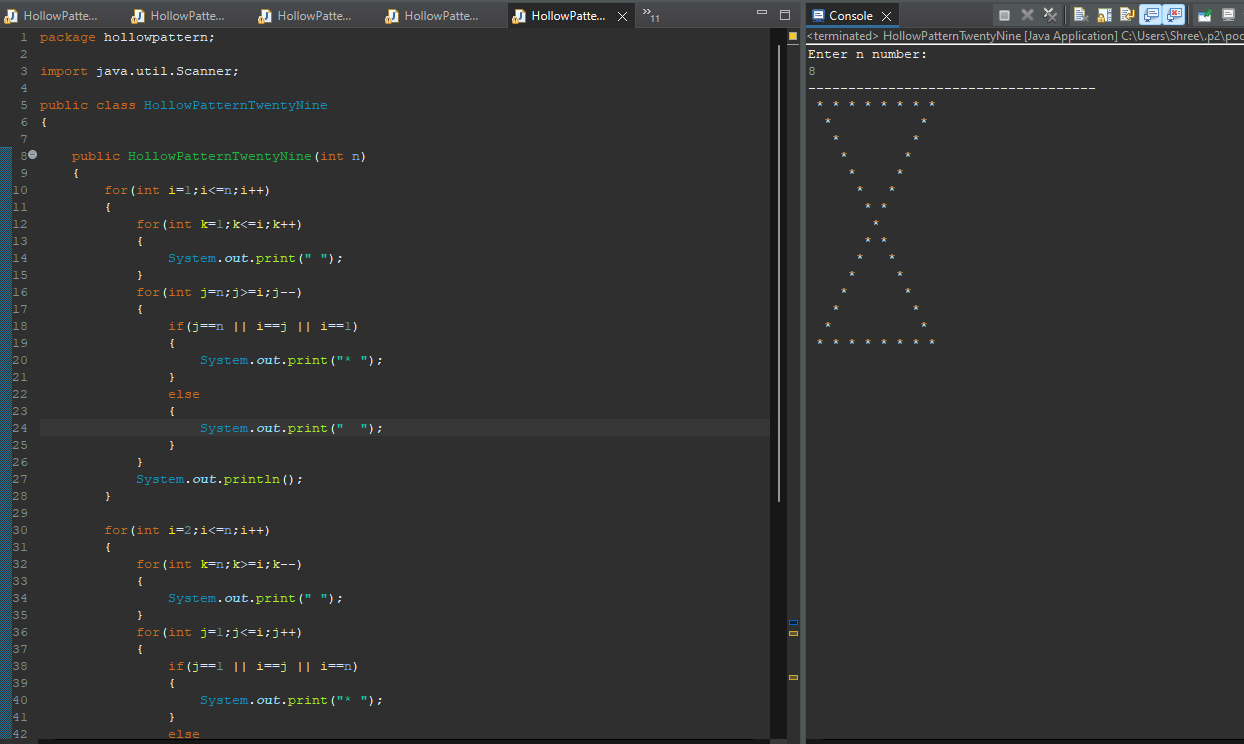 HollowPatte... HollowPatte... HollowPatte... HollowPatte... HollowPatte... »11
1 package hollowpattern;
2
3 import java.util.Scanner;
4
5 public class HollowPatternTwentyNine
6 {
7
8     public HollowPatternTwentyNine(int n)
9     {
10         for(int i=1;i<=n;i++)
11         {
12             for(int k=1;k<=i;k++)
13             {
14                 System.out.print(" ");
15             }
16             for(int j=n;j>=i;j--)
17             {
18                 if(j==n || i==j || i==1)
19                 {
20                     System.out.print("* ");
21                 }
22                 else
23                 {
24                     System.out.print("  ");
25                 }
26             }
27             System.out.println();
28         }
29
30         for(int i=2;i<=n;i++)
31         {
32             for(int k=n;k>=i;k--)
33             {
34                 System.out.print(" ");
35             }
36             for(int j=1;j<=i;j++)
37             {
38                 if(j==1 || i==j || i==n)
39                 {
40                     System.out.print("* ");
41                 }
42                 else
Console
<terminated> HollowPatternTwentyNine [Java Application] C:\Users\Shree\.p2\poo
Enter n number:
8
------------------------------------
 * * * * * * * *
  *           *
   *         *
    *       *
     *     *
      *   *
       * *
        *
       * *
      *   *
     *     *
    *       *
   *         *
  *           *
 * * * * * * * *